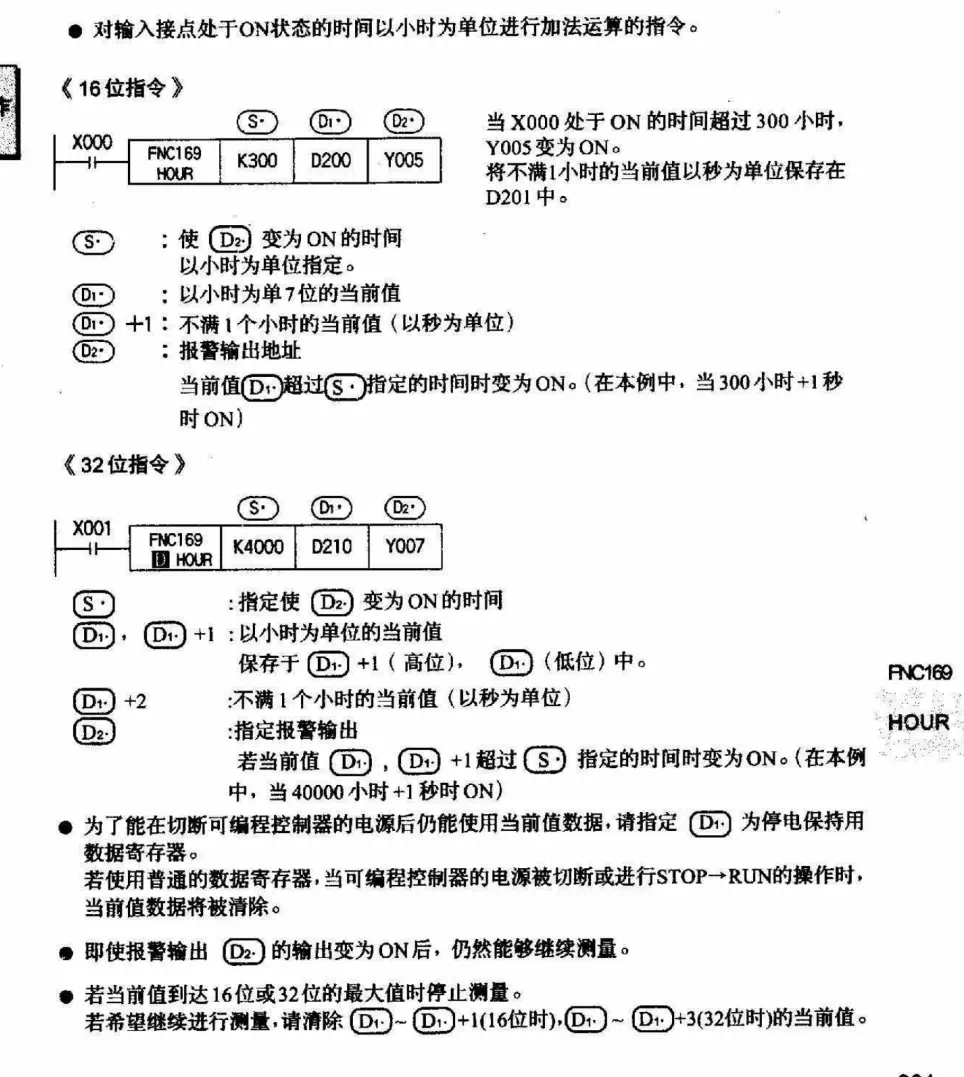 ● 对输入接点处于ON状态的时间以小时为单位进行加法运算的指令。
《16位指令》
S· D1· D2·
X000 FNC169 HOUR K300 D200 Y005
当 X000 处于 ON 的时间超过 300 小时，
Y005变为ON。
将不满1小时的当前值以秒为单位保存在
D201 中。
S· ：使 D2· 变为 ON 的时间
以小时为单位指定。
D1· ：以小时为单7位的当前值
D1· +1：不满1个小时的当前值（以秒为单位）
D2· ：报警输出地址
当前值D1·超过S·指定的时间时变为ON。（在本例中，当300小时+1秒
时ON）
《32位指令》
S· D1· D2·
X001 FNC169 D HOUR K4000 D210 Y007
S· :指定使 D2· 变为ON的时间
D1·，D1· +1 :以小时为单位的当前值
保存于 D1· +1（高位），D1·（低位）中。
D1· +2 :不满1个小时的当前值（以秒为单位）
D2· :指定报警输出
若当前值 D1·，D1· +1超过 S· 指定的时间时变为ON。（在本例
中，当40000小时+1秒时ON）
FNC169
HOUR
● 为了能在切断可编程控制器的电源后仍能使用当前值数据，请指定 D1· 为停电保持用
数据寄存器。
若使用普通的数据寄存器，当可编程控制器的电源被切断或进行STOP→RUN的操作时，
当前值数据将被清除。
● 即使报警输出 D2· 的输出变为ON后，仍然能够继续测量。
● 若当前值到达16位或32位的最大值时停止测量。
若希望继续进行测量，请清除 D1·~ D1·+1(16位时)，D1·~ D1·+3(32位时)的当前值。